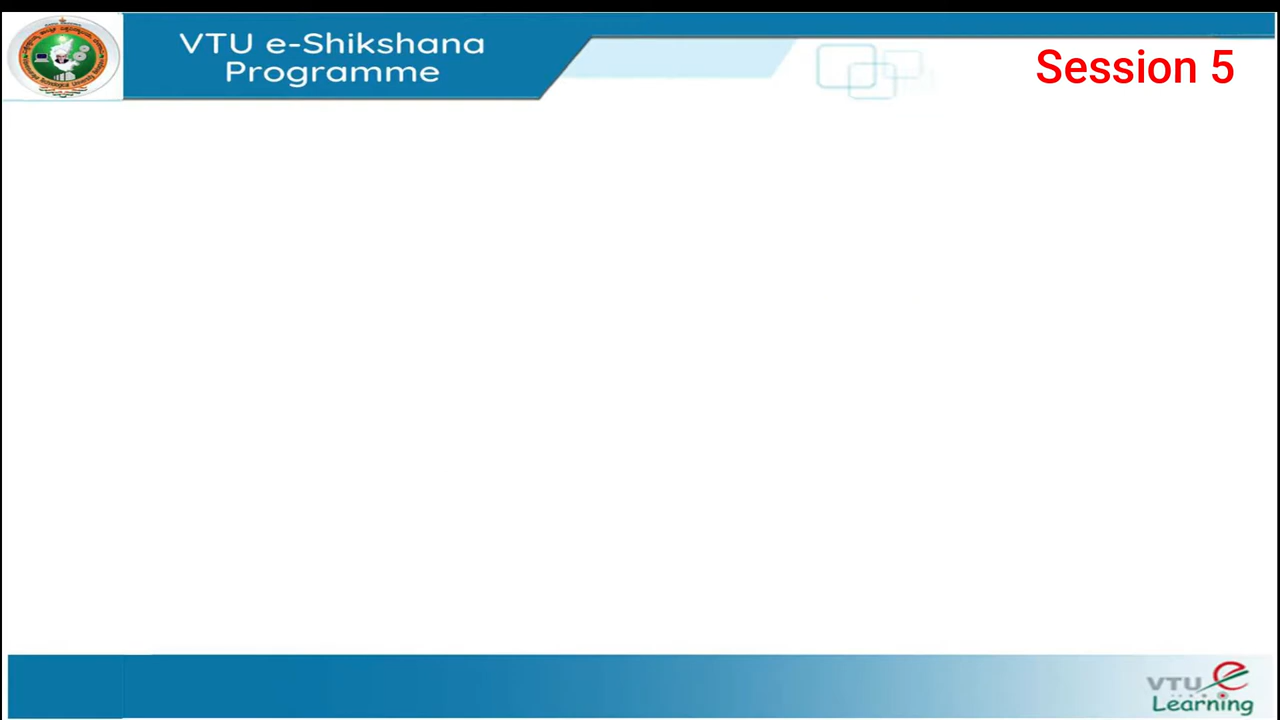 VTU e-Shikshana
Programme
Session 5
VTU e
Learning